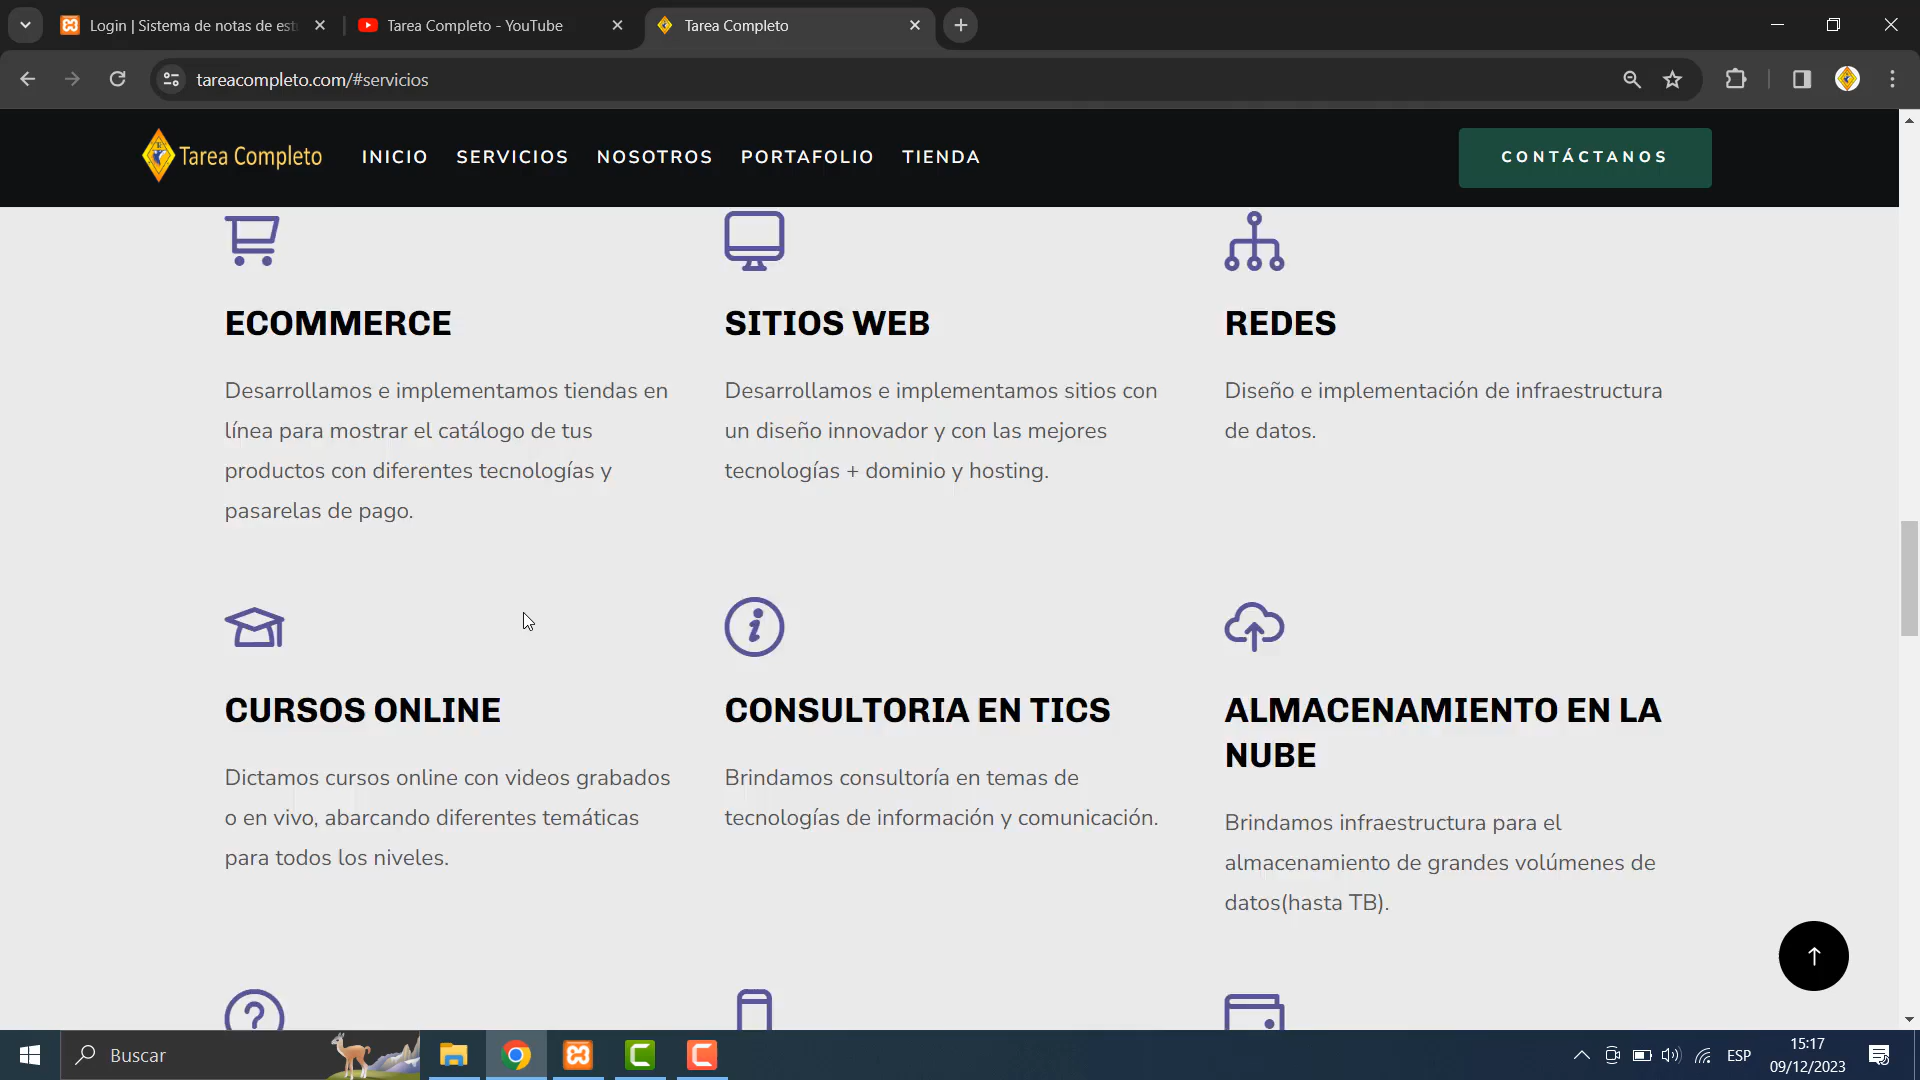 Login | Sistema de notas de est
Tarea Completo - YouTube
Tarea Completo
tareacompleto.com/#servicios
Tarea Completo
INICIO
SERVICIOS
NOSOTROS
PORTAFOLIO
TIENDA
CONTÁCTANOS
ECOMMERCE
Desarrollamos e implementamos tiendas en
línea para mostrar el catálogo de tus
productos con diferentes tecnologías y
pasarelas de pago.
SITIOS WEB
Desarrollamos e implementamos sitios con
un diseño innovador y con las mejores
tecnologías + dominio y hosting.
REDES
Diseño e implementación de infraestructura
de datos.
CURSOS ONLINE
Dictamos cursos online con videos grabados
o en vivo, abarcando diferentes temáticas
para todos los niveles.
CONSULTORIA EN TICS
Brindamos consultoría en temas de
tecnologías de información y comunicación.
ALMACENAMIENTO EN LA
NUBE
Brindamos infraestructura para el
almacenamiento de grandes volúmenes de
datos(hasta TB).
Buscar
ESP
15:17
09/12/2023